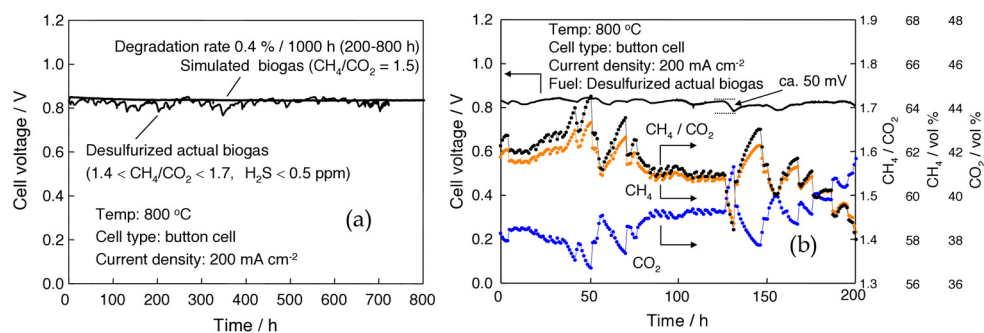 Degradation rate 0.4 % / 1000 h (200-800 h)
Simulated biogas (CH4/CO2 = 1.5)
Desulfurized actual biogas
(1.4 < CH4/CO2 < 1.7, H2S < 0.5 ppm)
(a)
Temp: 800 oC
Cell type: button cell
Current density: 200 mA cm-2
Cell voltage / V
1.2
1.0
0.8
0.6
0.4
0.2
0.0
0 100 200 300 400 500 600 700 800
Time / h
Temp: 800 oC
Cell type: button cell
Current density: 200 mA cm-2
Fuel: Desulfurized actual biogas
ca. 50 mV
CH4 / CO2
CH4
CO2
(b)
Cell voltage / V
1.2
1.0
0.8
0.6
0.4
0.2
0.0
0 50 100 150 200
Time / h
1.9 68 48
1.8 66 46
1.7 64 44
1.6 62 42
1.5 60 40
1.4 58 38
1.3 56 36
CH4 / CO2
CH4 / vol %
CO2 / vol %